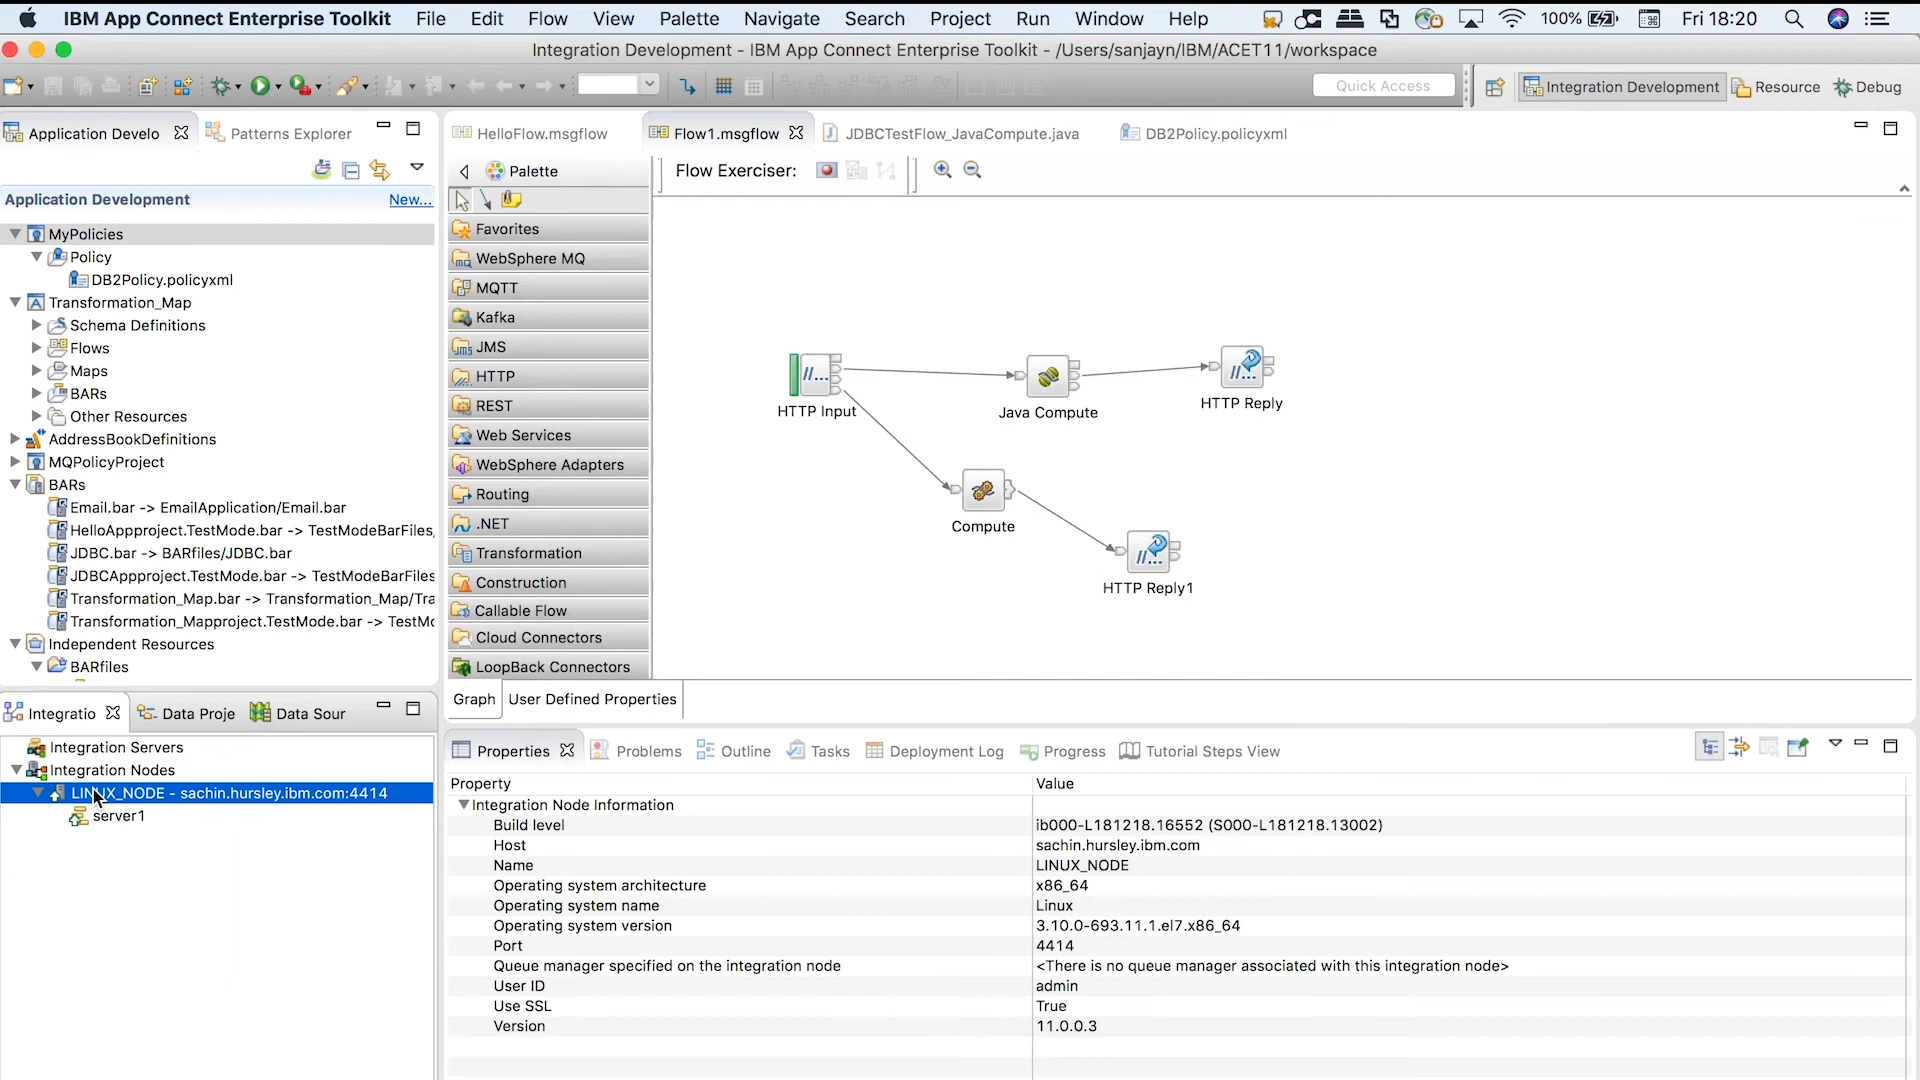 IBM App Connect Enterprise Toolkit File Edit Flow View Palette Navigate Search Project Run Window Help 100% Fri 18:20
Integration Development - IBM App Connect Enterprise Toolkit - /Users/sanjayn/IBM/ACET11/workspace
Quick Access Integration Development Resource Debug
Application Develo Patterns Explorer
Application Development New...
MyPolicies
Policy
DB2Policy.policyxml
Transformation_Map
Schema Definitions
Flows
Maps
BARs
Other Resources
AddressBookDefinitions
MQPolicyProject
BARs
Email.bar -> EmailApplication/Email.bar
HelloAppproject.TestMode.bar -> TestModeBarFiles,
JDBC.bar -> BARfiles/JDBC.bar
JDBCAppproject.TestMode.bar -> TestModeBarFiles
Transformation_Map.bar -> Transformation_Map/Tra
Transformation_Mapproject.TestMode.bar -> TestMo
Independent Resources
BARfiles
Integratio Data Proje Data Sour
Integration Servers
Integration Nodes
LINUX_NODE - sachin.hursley.ibm.com:4414
server1
HelloFlow.msgflow Flow1.msgflow JDBCTestFlow_JavaCompute.java DB2Policy.policyxml
Palette
Favorites
WebSphere MQ
MQTT
Kafka
JMS
HTTP
REST
Web Services
WebSphere Adapters
Routing
.NET
Transformation
Construction
Callable Flow
Cloud Connectors
LoopBack Connectors
Flow Exerciser:
HTTP Input
Java Compute
HTTP Reply
Compute
HTTP Reply1
Graph User Defined Properties
Properties Problems Outline Tasks Deployment Log Progress Tutorial Steps View
Property Value
Integration Node Information
Build level ib000-L181218.16552 (S000-L181218.13002)
Host sachin.hursley.ibm.com
Name LINUX_NODE
Operating system architecture x86_64
Operating system name Linux
Operating system version 3.10.0-693.11.1.el7.x86_64
Port 4414
Queue manager specified on the integration node <There is no queue manager associated with this integration node>
User ID admin
Use SSL True
Version 11.0.0.3